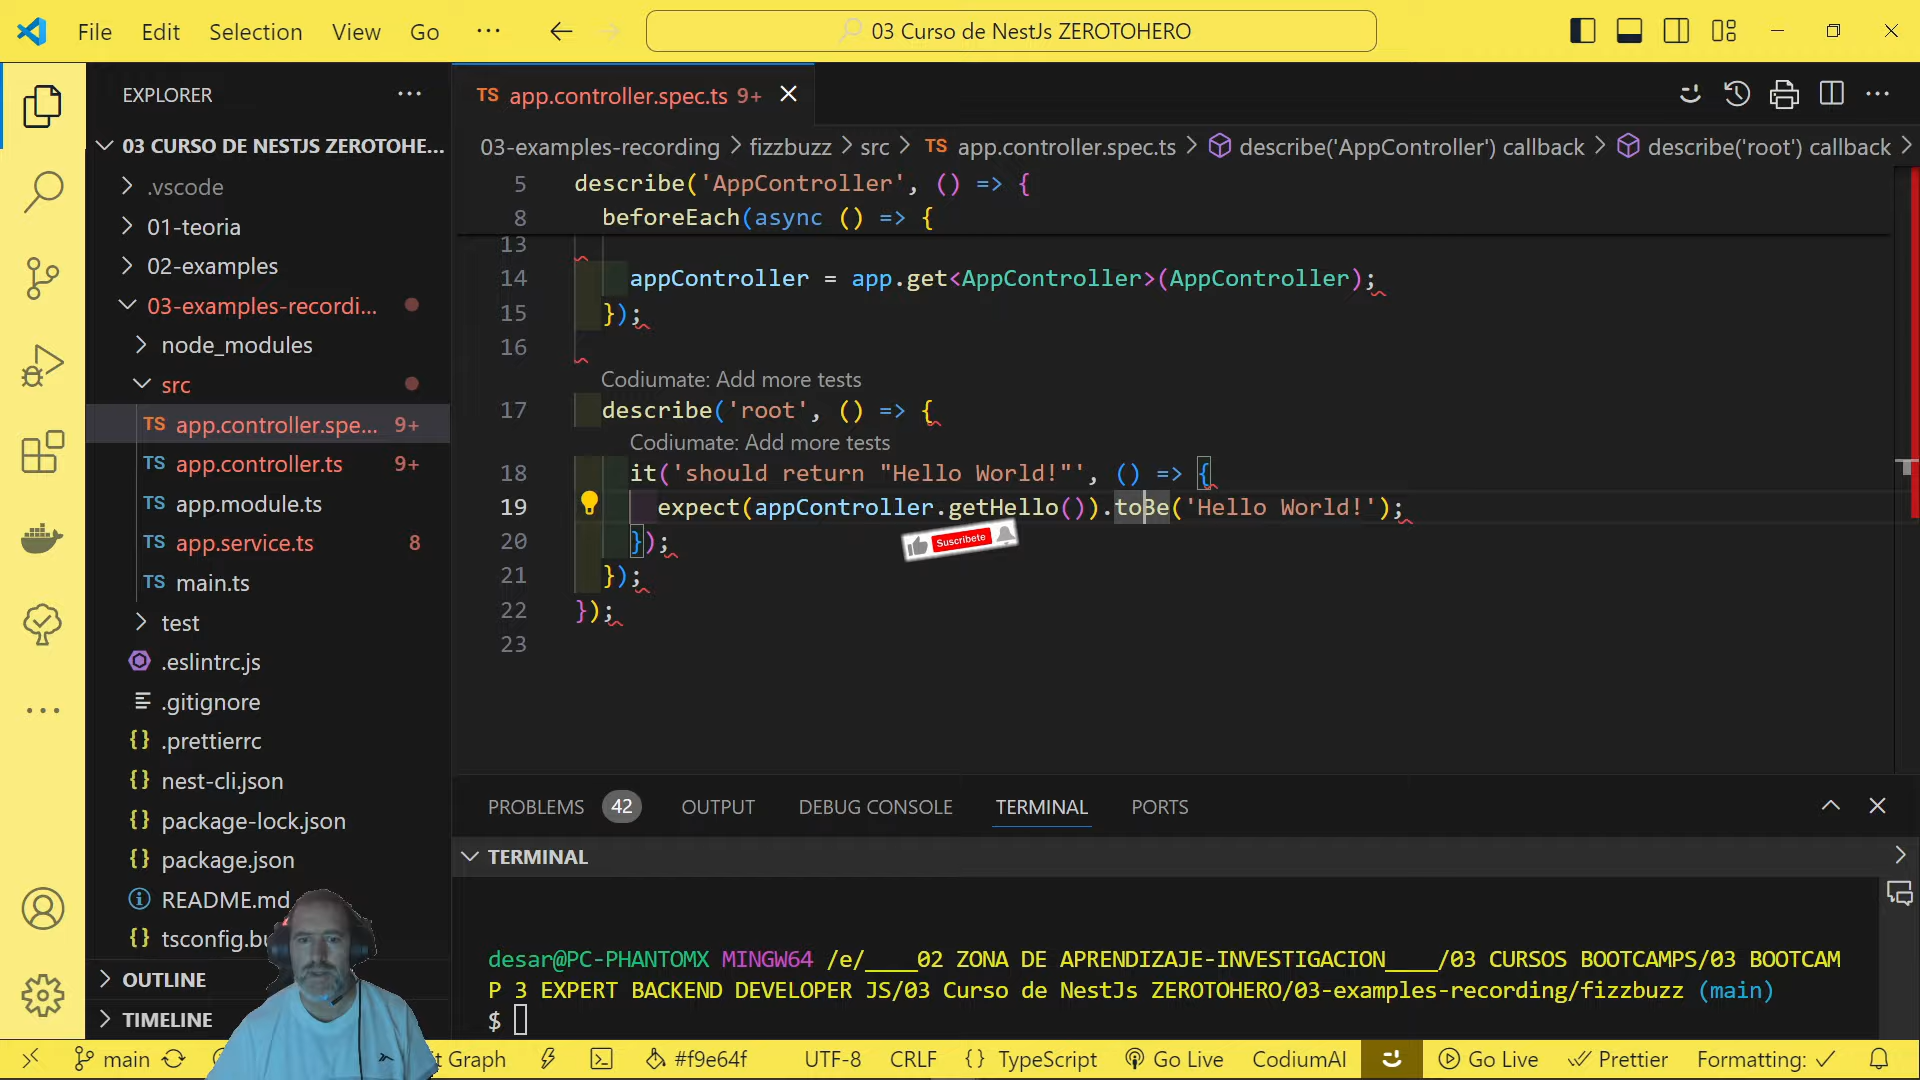 File Edit Selection View Go ··· 03 Curso de NestJs ZEROTOHERO
EXPLORER ···
03 CURSO DE NESTJS ZEROTOHE...
.vscode
01-teoria
02-examples
03-examples-recordi...
node_modules
src
TS app.controller.spe... 9+
TS app.controller.ts 9+
TS app.module.ts
TS app.service.ts 8
TS main.ts
test
.eslintrc.js
.gitignore
{} .prettierrc
{} nest-cli.json
{} package-lock.json
{} package.json
README.md
tsconfig.bu
OUTLINE
TIMELINE
TS app.controller.spec.ts 9+
03-examples-recording > fizzbuzz > src > TS app.controller.spec.ts > describe('AppController') callback > describe('root') callback >
5 describe('AppController', () => {
8 beforeEach(async () => {
13
14 appController = app.get<AppController>(AppController);
15 });
16
Codiumate: Add more tests
17 describe('root', () => {
Codiumate: Add more tests
18 it('should return "Hello World!"', () => {
19 expect(appController.getHello()).toBe('Hello World!');
Suscribete
20 });
21 });
22 });
23
PROBLEMS 42 OUTPUT DEBUG CONSOLE TERMINAL PORTS
TERMINAL
desar@PC-PHANTOMX MINGW64 /e/____02 ZONA DE APRENDIZAJE-INVESTIGACION____/03 CURSOS BOOTCAMPS/03 BOOTCAM
P 3 EXPERT BACKEND DEVELOPER JS/03 Curso de NestJs ZEROTOHERO/03-examples-recording/fizzbuzz (main)
$
main Graph #f9e64f UTF-8 CRLF {} TypeScript Go Live CodiumAI Go Live Prettier Formatting: ✓